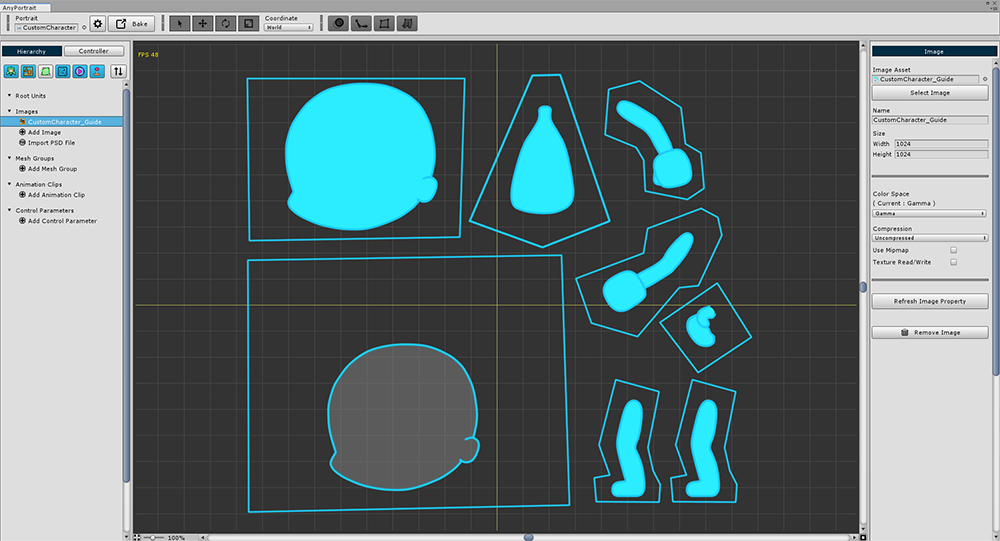 AnyPortrait
Portrait
CustomCharacter
Bake
Coordinate
World
Hierarchy
Controller
Root Units
Images
CustomCharacter_Guide
Add Image
Import PSD File
Mesh Groups
Add Mesh Group
Animation Clips
Add Animation Clip
Control Parameters
Add Control Parameter
FPS 48
100%
Image
Image Asset
CustomCharacter_Guide
Select Image
Name
CustomCharacter_Guide
Size
Width 1024
Height 1024
Color Space
( Current : Gamma )
Gamma
Compression
Uncompressed
Use Mipmap
Texture Read/Write
Refresh Image Property
Remove Image